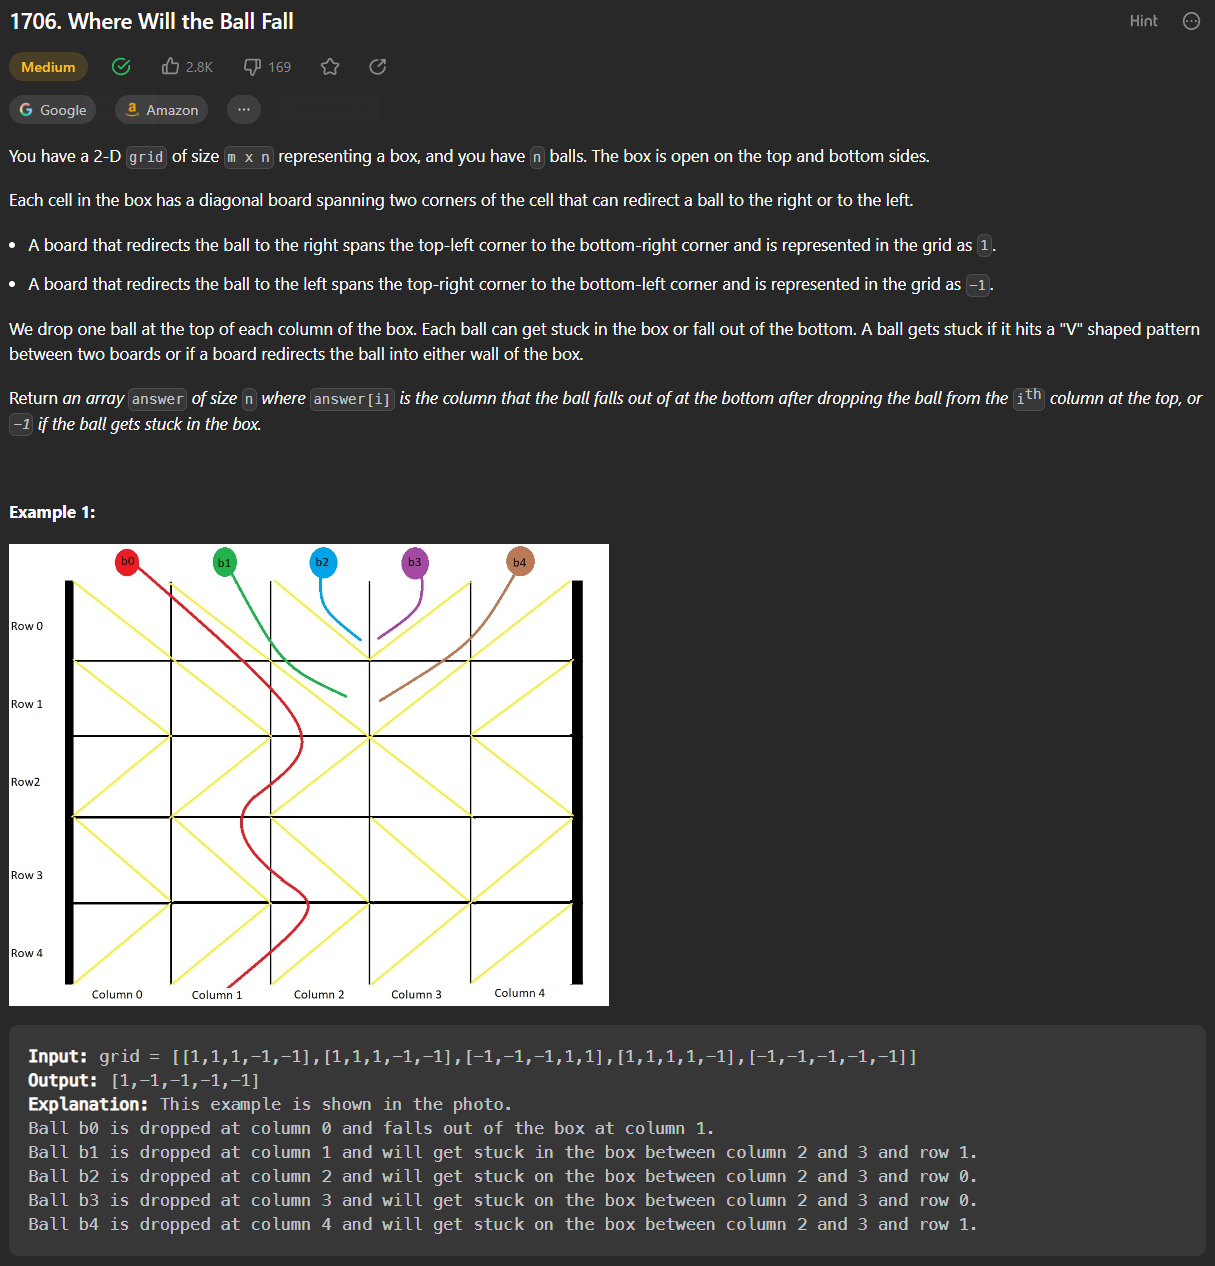 1706. Where Will the Ball Fall
Hint
Medium
2.8K
169
Google
Amazon
You have a 2-D grid of size m x n representing a box, and you have n balls. The box is open on the top and bottom sides.
Each cell in the box has a diagonal board spanning two corners of the cell that can redirect a ball to the right or to the left.
• A board that redirects the ball to the right spans the top-left corner to the bottom-right corner and is represented in the grid as 1.
• A board that redirects the ball to the left spans the top-right corner to the bottom-left corner and is represented in the grid as -1.
We drop one ball at the top of each column of the box. Each ball can get stuck in the box or fall out of the bottom. A ball gets stuck if it hits a "V" shaped pattern
between two boards or if a board redirects the ball into either wall of the box.
Return an array answer of size n where answer[i] is the column that the ball falls out of at the bottom after dropping the ball from the ith column at the top, or
-1 if the ball gets stuck in the box.
Example 1:
b0 b1 b2 b3 b4
Row 0
Row 1
Row2
Row 3
Row 4
Column 0 Column 1 Column 2 Column 3 Column 4
Input: grid = [[1,1,1,-1,-1],[1,1,1,-1,-1],[-1,-1,-1,1,1],[1,1,1,1,-1],[-1,-1,-1,-1,-1]]
Output: [1,-1,-1,-1,-1]
Explanation: This example is shown in the photo.
Ball b0 is dropped at column 0 and falls out of the box at column 1.
Ball b1 is dropped at column 1 and will get stuck in the box between column 2 and 3 and row 1.
Ball b2 is dropped at column 2 and will get stuck on the box between column 2 and 3 and row 0.
Ball b3 is dropped at column 3 and will get stuck on the box between column 2 and 3 and row 0.
Ball b4 is dropped at column 4 and will get stuck on the box between column 2 and 3 and row 1.